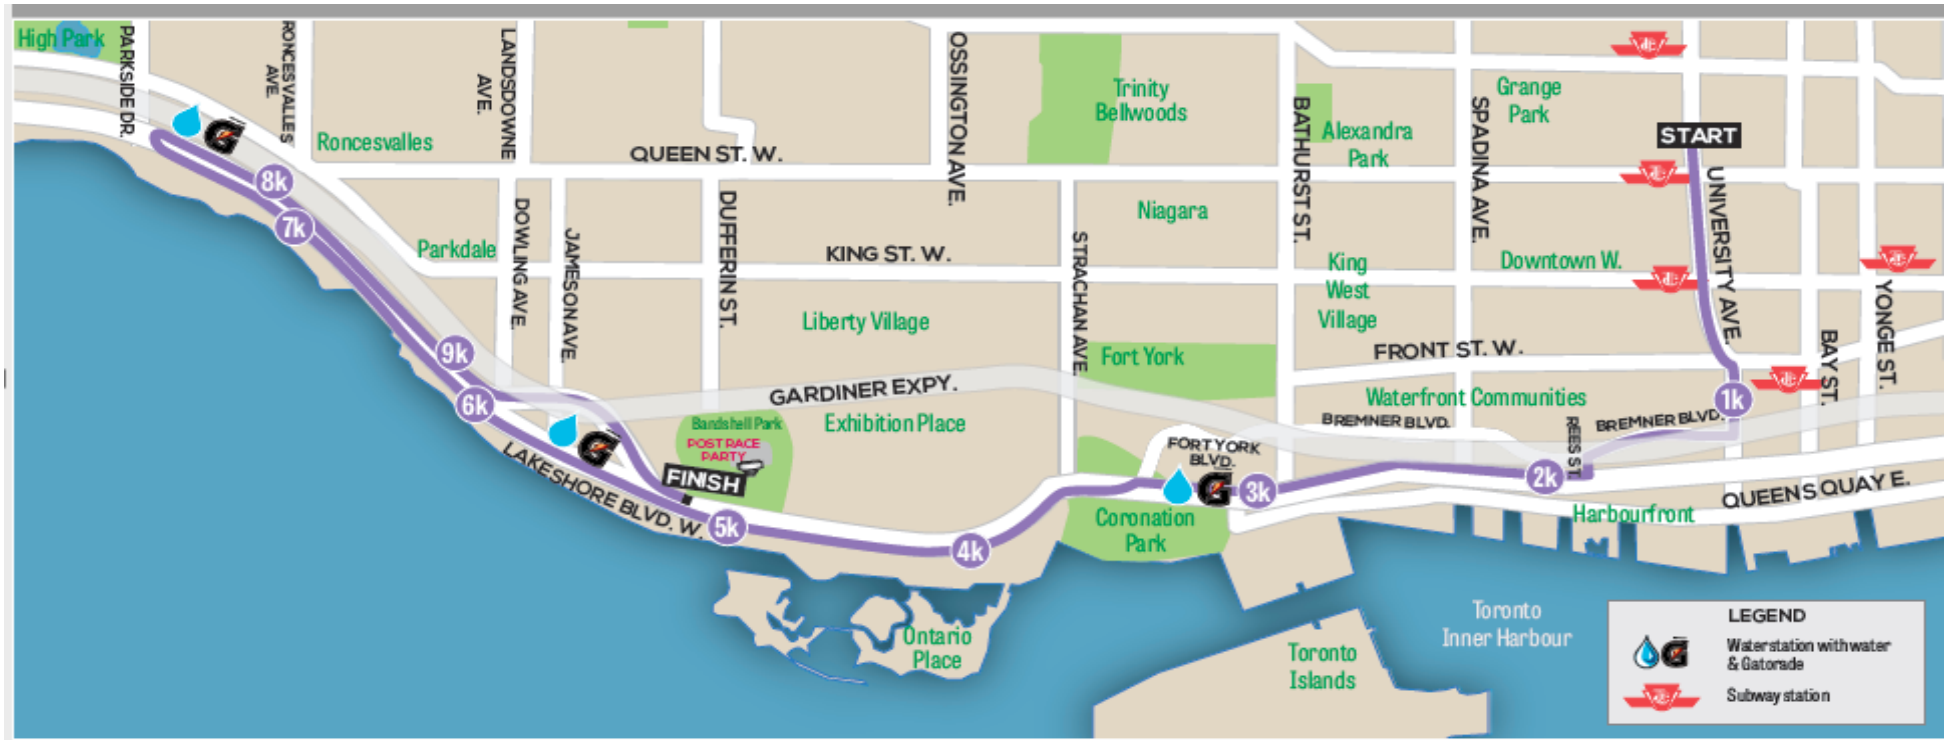 High Park
PARKSIDE DR.
RONCESVALLES
AVE.
LANDSDOWNE
AVE.
OSSINGTON AVE.
Trinity
Bellwoods
BATHURST ST.
Alexandra
Park
SPADINA AVE.
Grange
Park
START
UNIVERSITY AVE.
Roncesvalles
QUEEN ST. W.
8k
7k
Niagara
Parkdale
DOWLING AVE.
JAMESON AVE.
DUFFERIN ST.
KING ST. W.
STRACHAN AVE.
King
West
Village
Downtown W.
YONGE ST.
BAY ST.
Liberty Village
9k
6k
Fort York
FRONT ST. W.
GARDINER EXPY.
Waterfront Communities
1k
BREMNER BLVD.
REES ST.
BREMNER BLVD.
Bandshell Park
POST RACE
PARTY
Exhibition Place
FINISH
LAKESHORE BLVD. W.
FORT YORK
BLVD.
G
G
G
3k
2k
QUEENS QUAY E.
5k
4k
Coronation
Park
Harbourfront
Ontario
Place
Toronto
Islands
Toronto
Inner Harbour
LEGEND
G
Waterstation with water
& Gatorade
Subway station